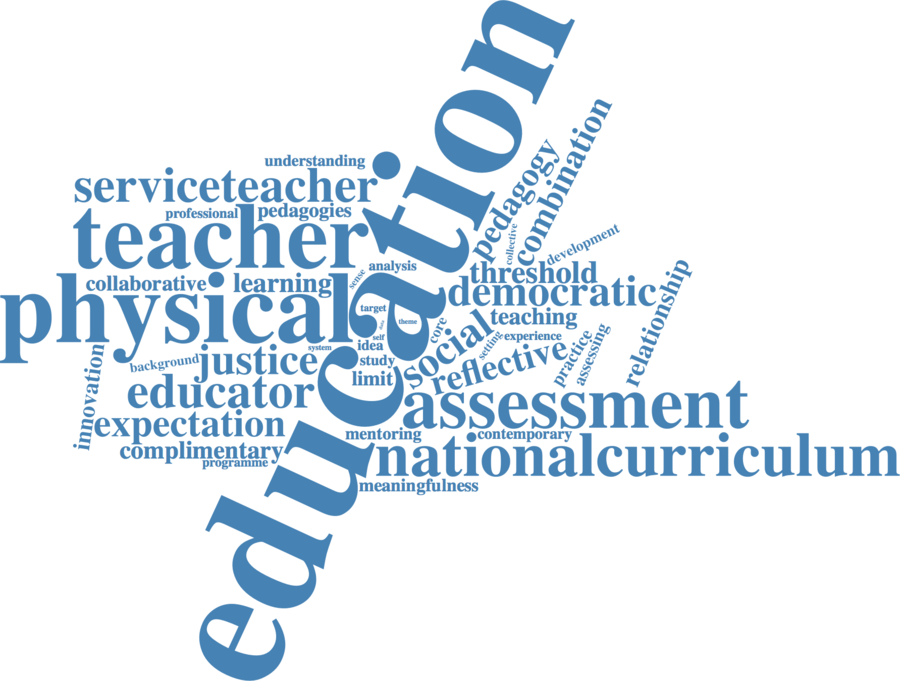 education
understanding
serviceteacher
professional
pedagogies
teacher
sense
analysis
collaborative
learning
physical
target
theme
self
core
system
idea
background
justice
study
limit
innovation
educator
expectation
complimentary
programme
pedagogy
collective
combination
development
threshold
democratic
teaching
social
setting
experience
reflective
practice
assessing
relationship
assessment
mentoring
contemporary
nationalcurriculum
meaningfulness